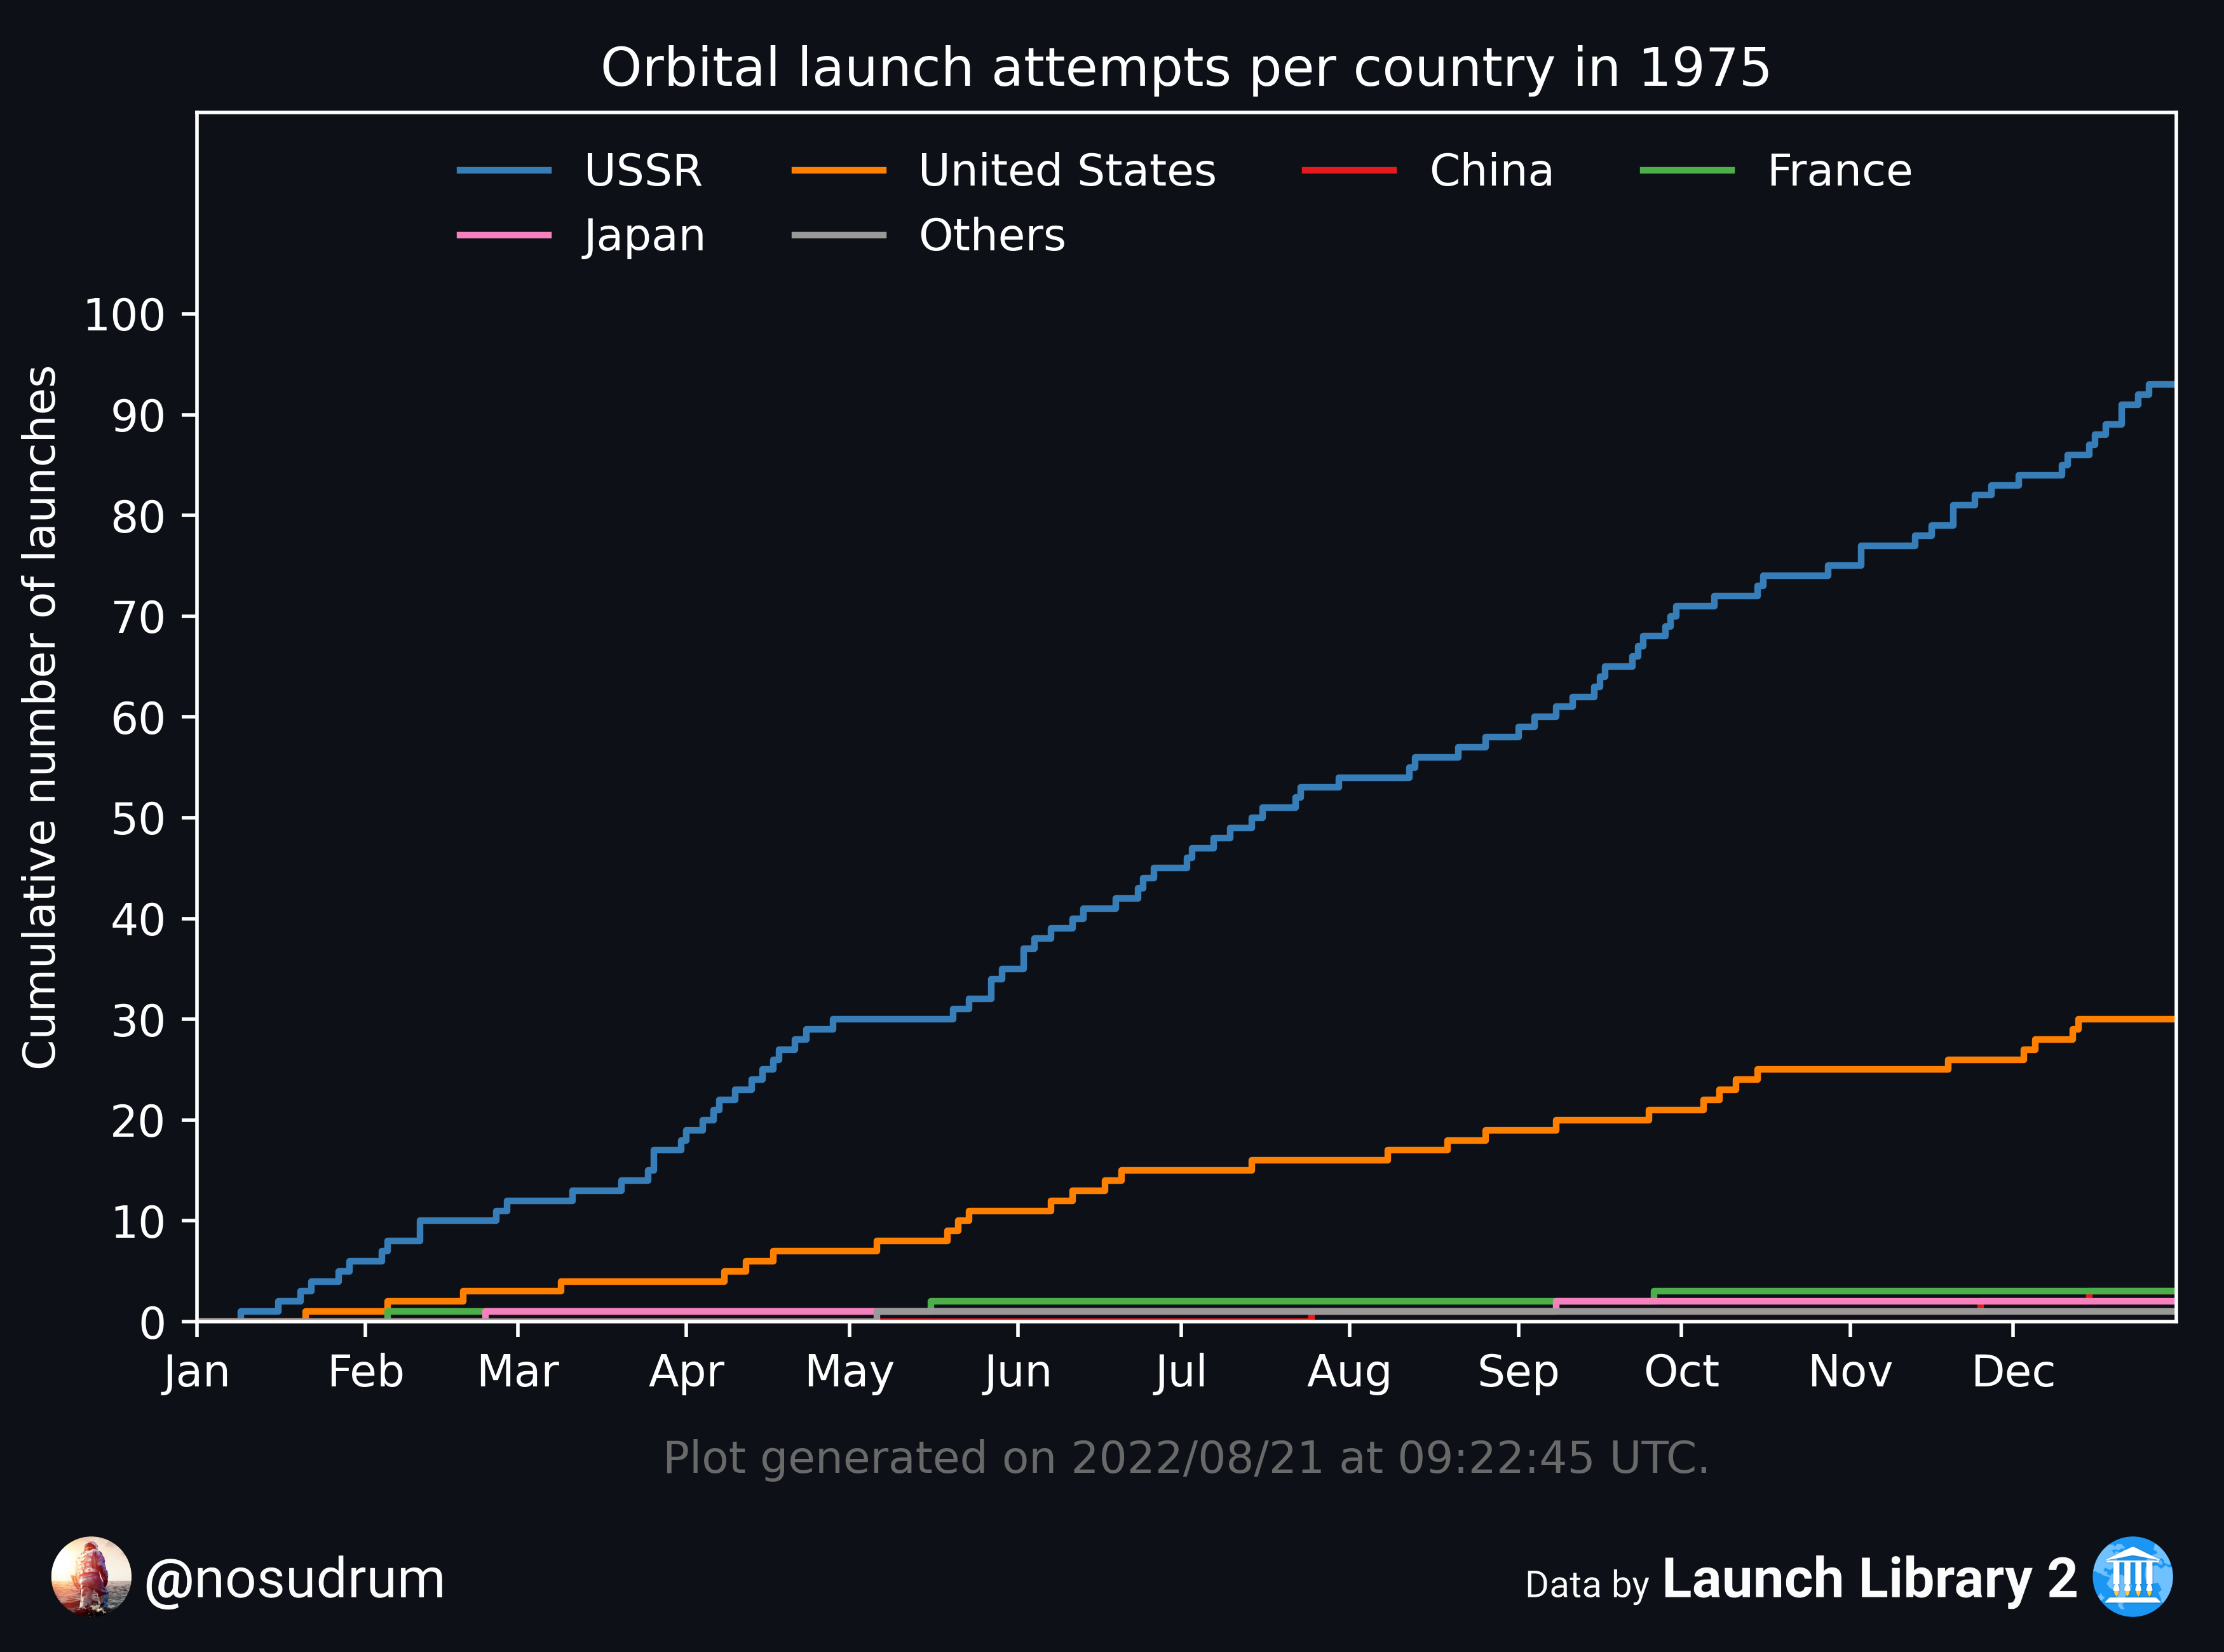 Orbital launch attempts per country in 1975
USSR United States China France
Japan Others
Cumulative number of launches
100
90
80
70
60
50
40
30
20
10
0
Jan Feb Mar Apr May Jun Jul Aug Sep Oct Nov Dec
Plot generated on 2022/08/21 at 09:22:45 UTC.
@nosudrum
Data by Launch Library 2